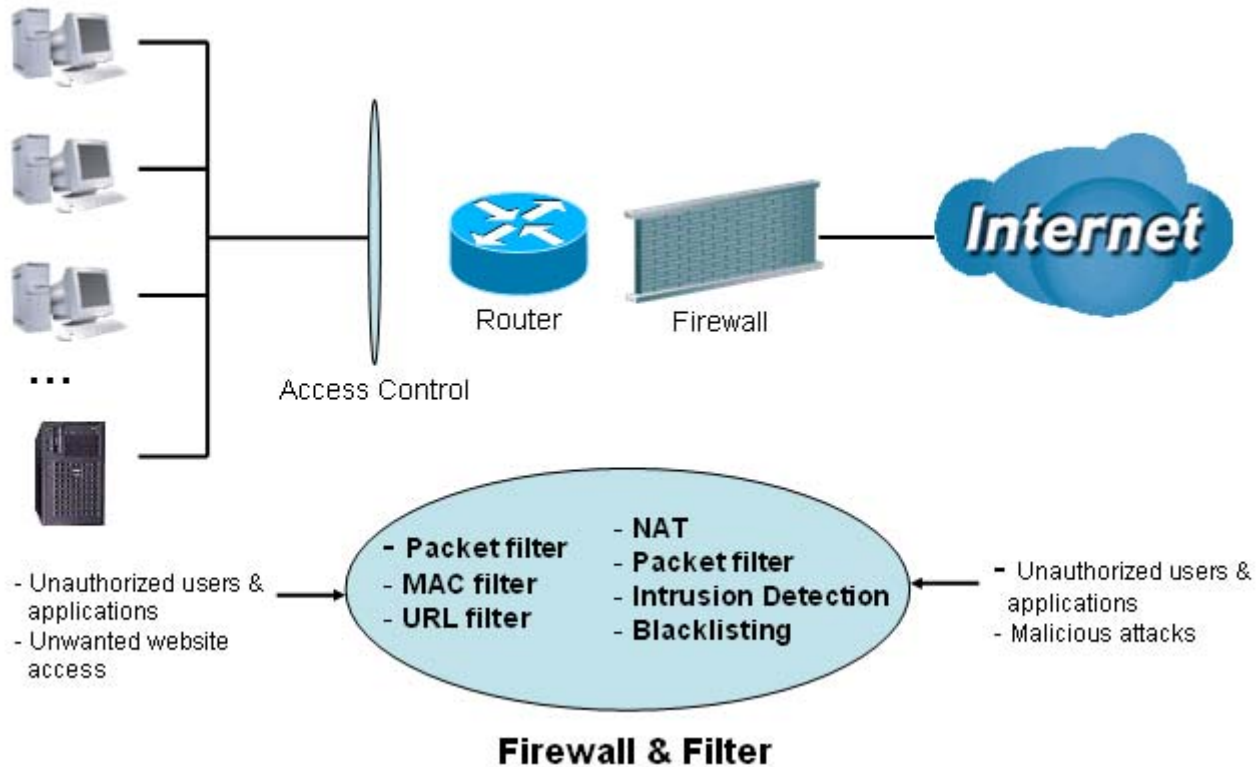 Internet
Router
Firewall
...
Access Control
- Packet filter
- MAC filter
- URL filter
- NAT
- Packet filter
- Intrusion Detection
- Blacklisting
- Unauthorized users &
applications
- Unwanted website
access
- Unauthorized users &
applications
- Malicious attacks
Firewall & Filter